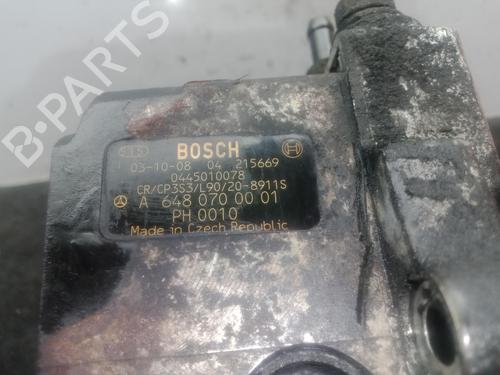 B-PARTS
BOSCH
03-10-08 04 215669
0445010078
CR/CP3S3/L90/20-8911S
A 648 070 00 01
PH 0010
Made in Czech Republic